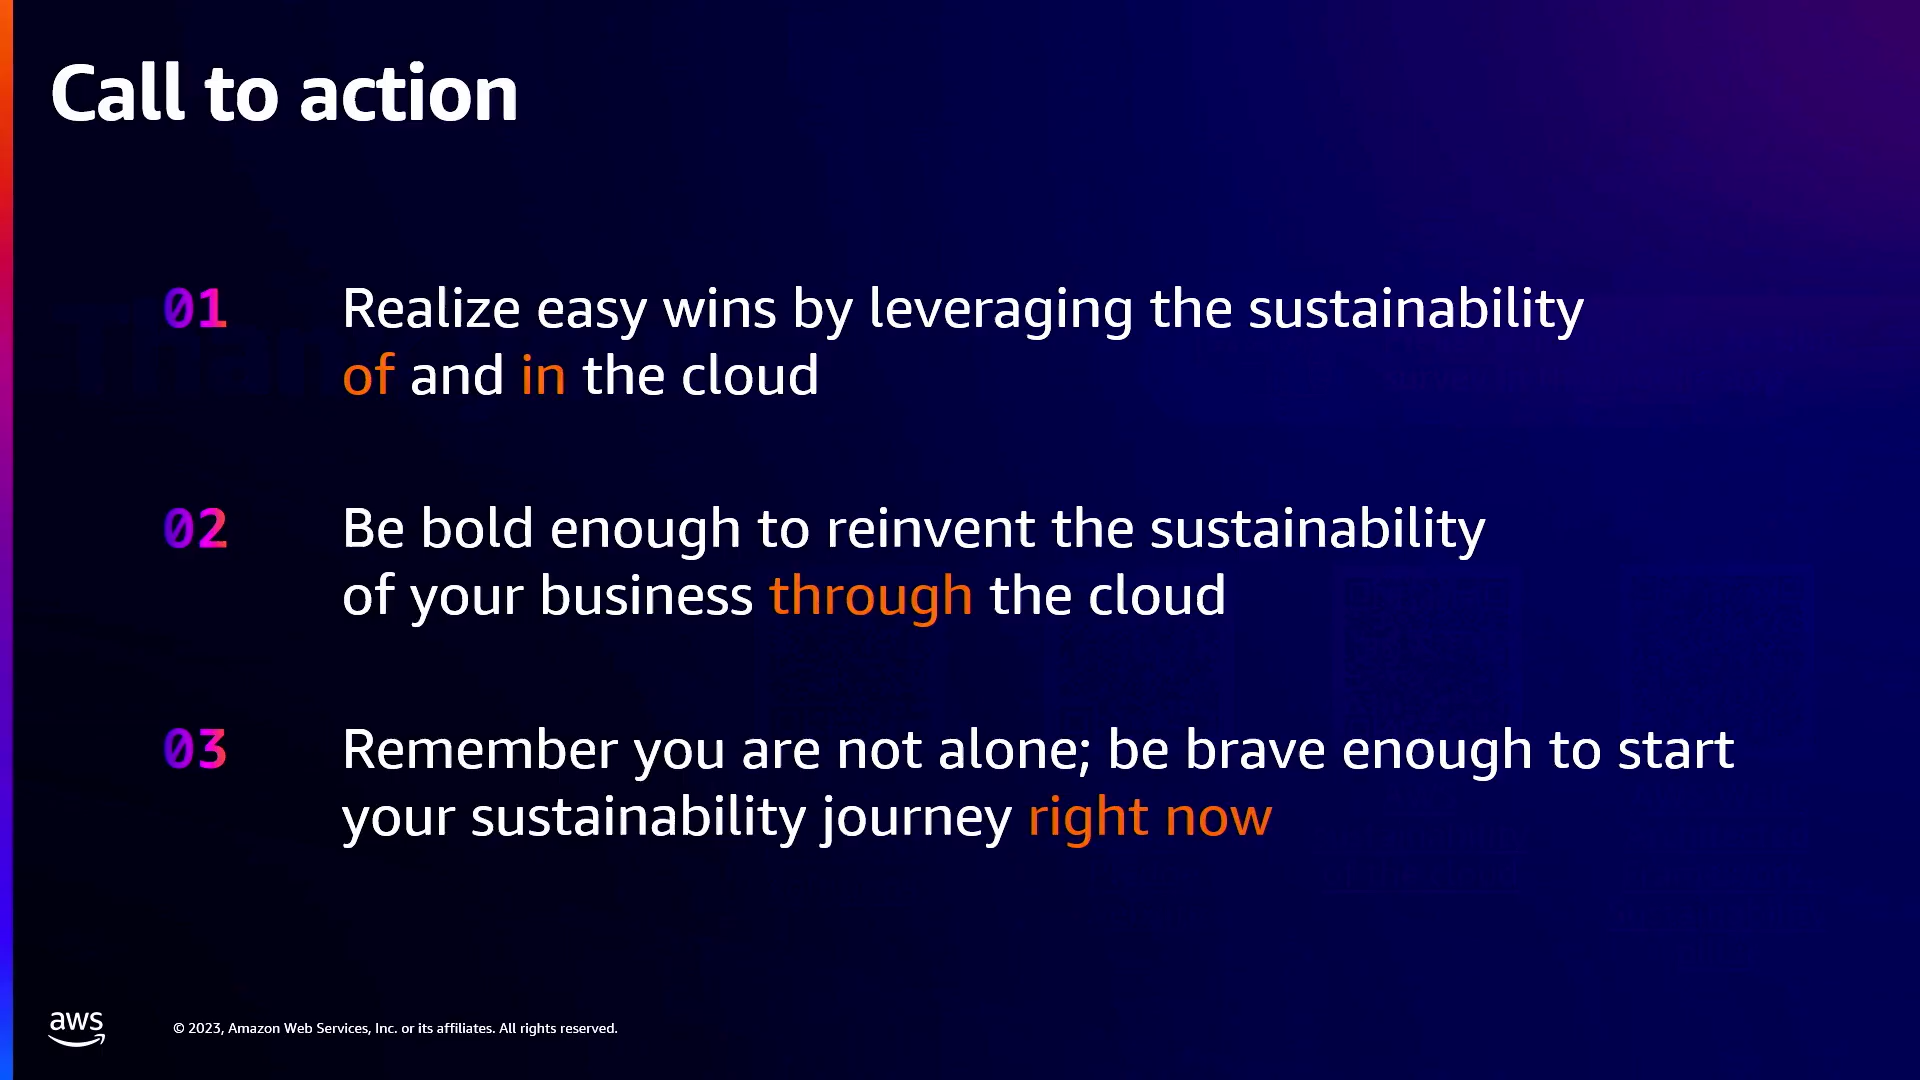 Call to action
01
Realize easy wins by leveraging the sustainability
of and in the cloud
02
Be bold enough to reinvent the sustainability
of your business through the cloud
03
Remember you are not alone; be brave enough to start
your sustainability journey right now
aws
© 2023, Amazon Web Services, Inc. or its affiliates. All rights reserved.